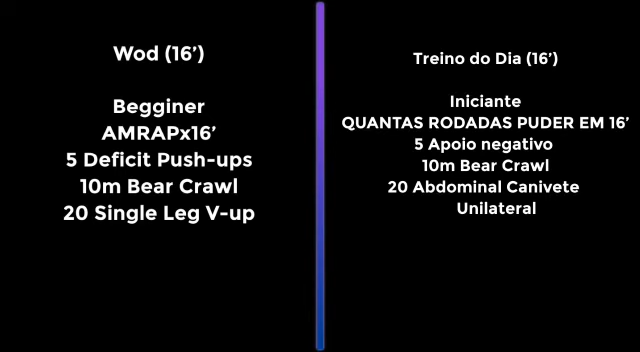 Wod (16’)
Begginer
AMRAPx16’
5 Deficit Push-ups
10m Bear Crawl
20 Single Leg V-up
Treino do Dia (16’)
Iniciante
QUANTAS RODADAS PUDER EM 16’
5 Apoio negativo
10m Bear Crawl
20 Abdominal Canivete
Unilateral